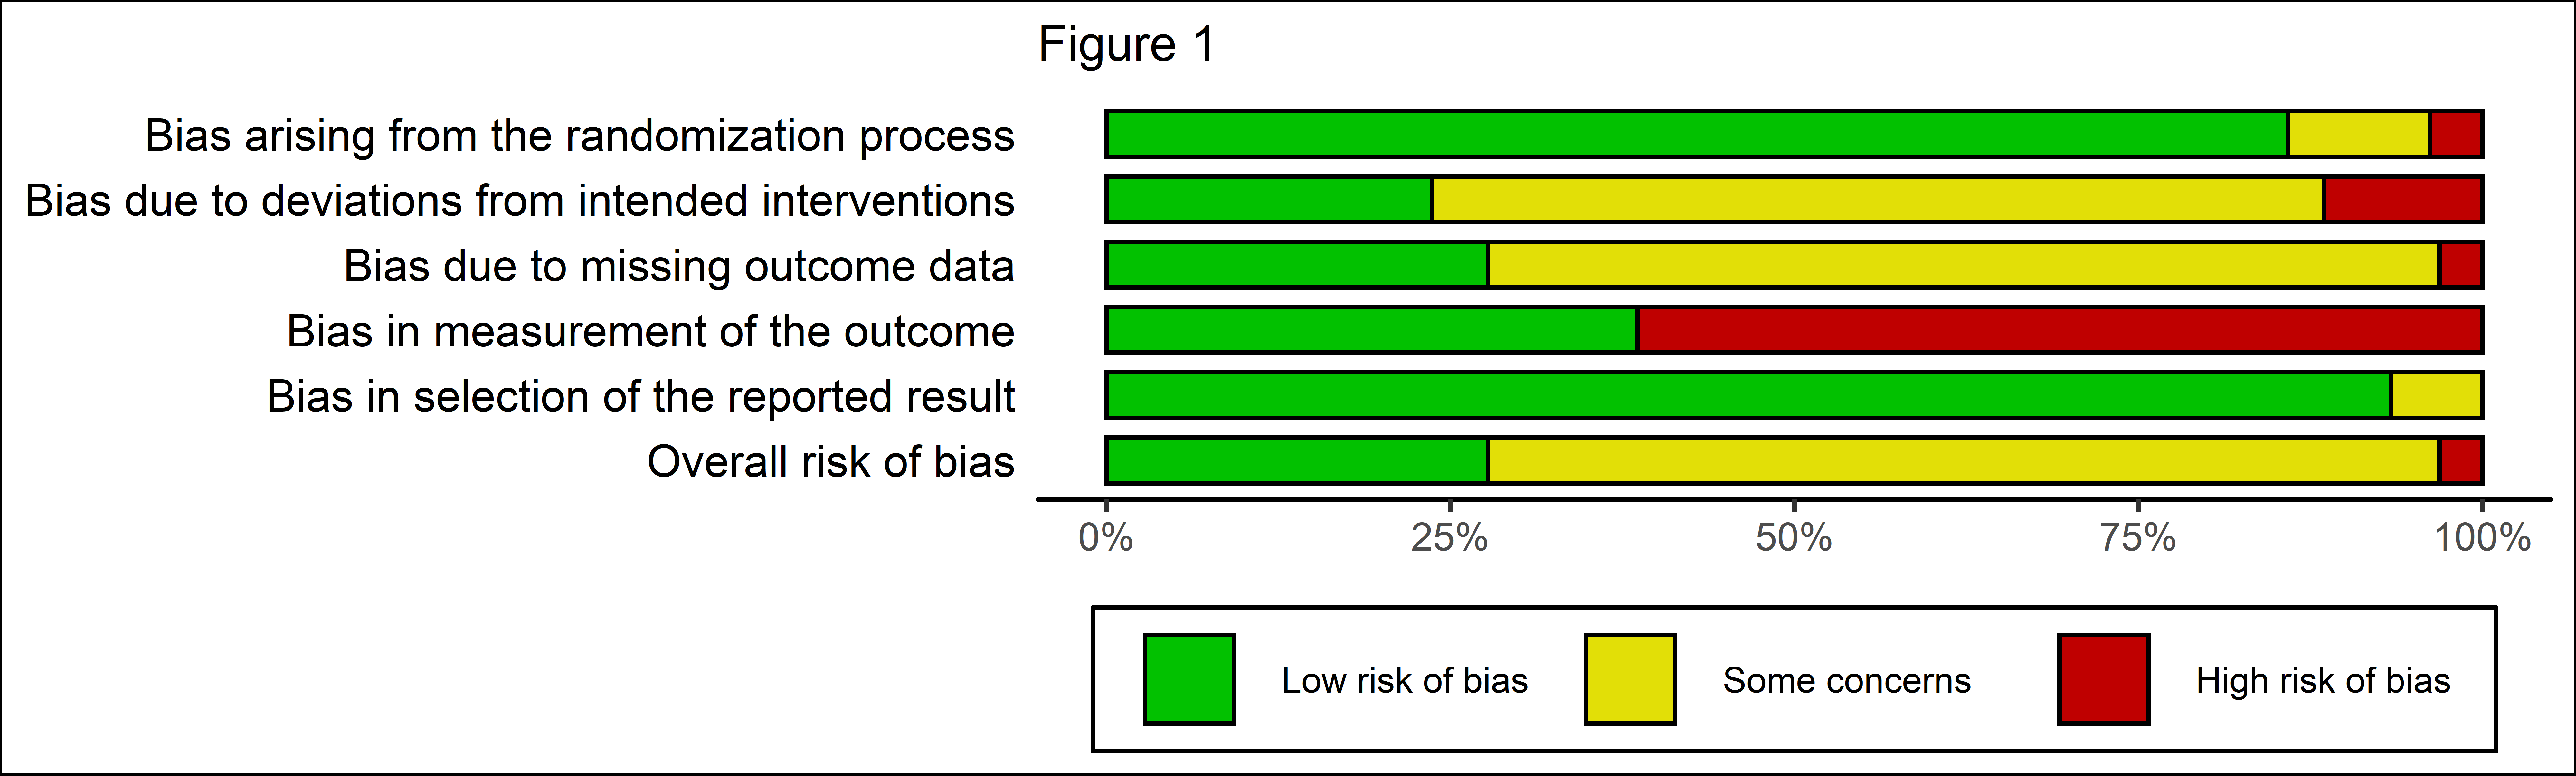 Figure 1
Bias arising from the randomization process
Bias due to deviations from intended interventions
Bias due to missing outcome data
Bias in measurement of the outcome
Bias in selection of the reported result
Overall risk of bias
0% 25% 50% 75% 100%
Low risk of bias Some concerns High risk of bias